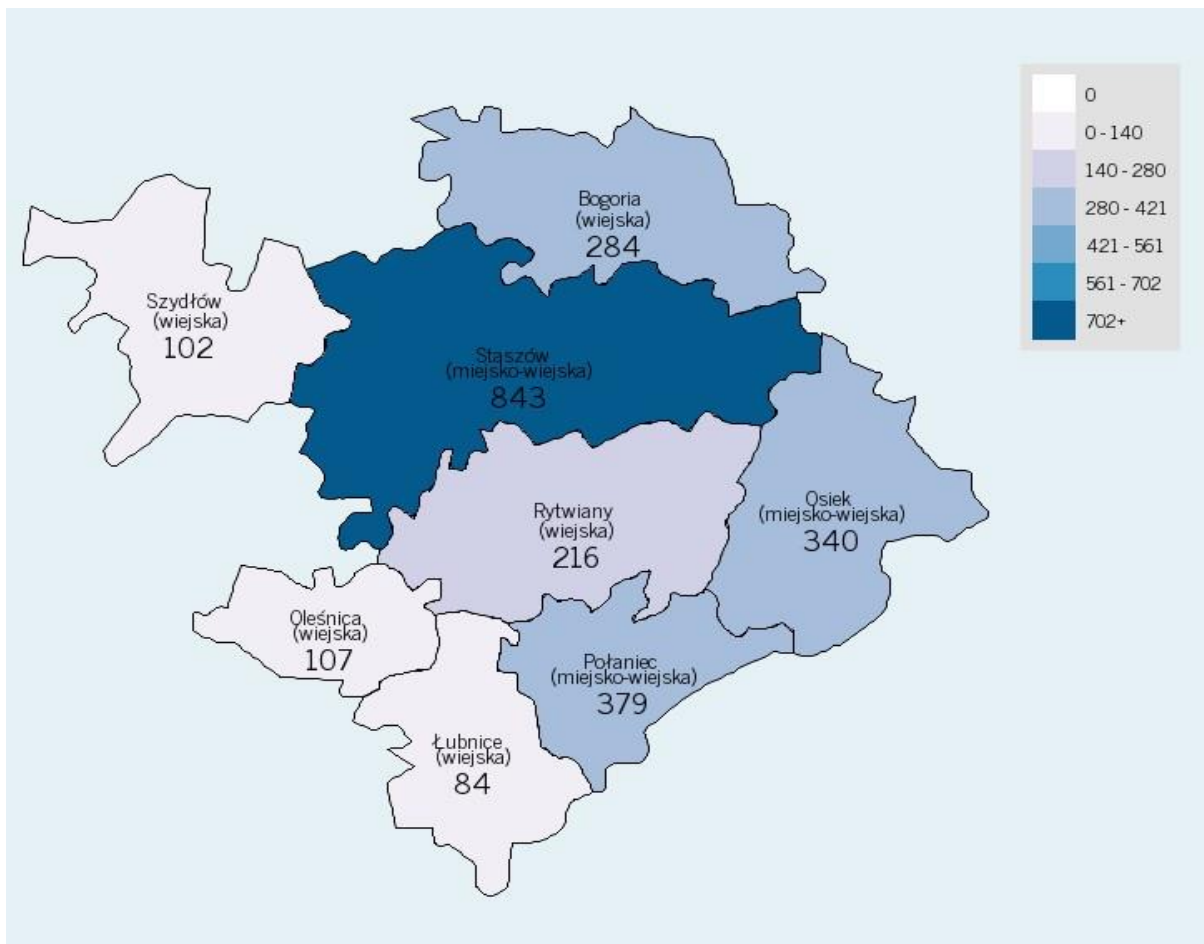 0
0 - 140
140 - 280
280 - 421
421 - 561
561 - 702
702+
Bogoria
(wiejska)
284
Szydłów
(wiejska)
102
Staszów
(miejsko-wiejska)
843
Osiek
(miejsko-wiejska)
340
Rytwiany
(wiejska)
216
Oleśnica
(wiejska)
107
Połaniec
(miejsko-wiejska)
379
Łubnice
(wiejska)
84